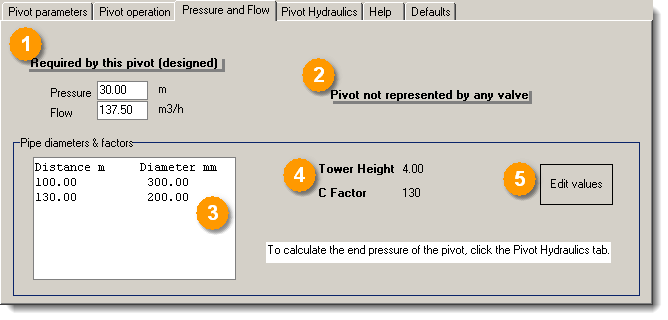 Pivot parameters Pivot operation Pressure and Flow Pivot Hydraulics Help Defaults
1
Required by this pivot (designed)
Pressure 30.00 m
Flow 137.50 m3/h
2
Pivot not represented by any valve
Pipe diameters & factors
Distance m Diameter mm
100.00 300.00
130.00 200.00
3
4
Tower Height 4.00
C Factor 130
5
Edit values
To calculate the end pressure of the pivot, click the Pivot Hydraulics tab.